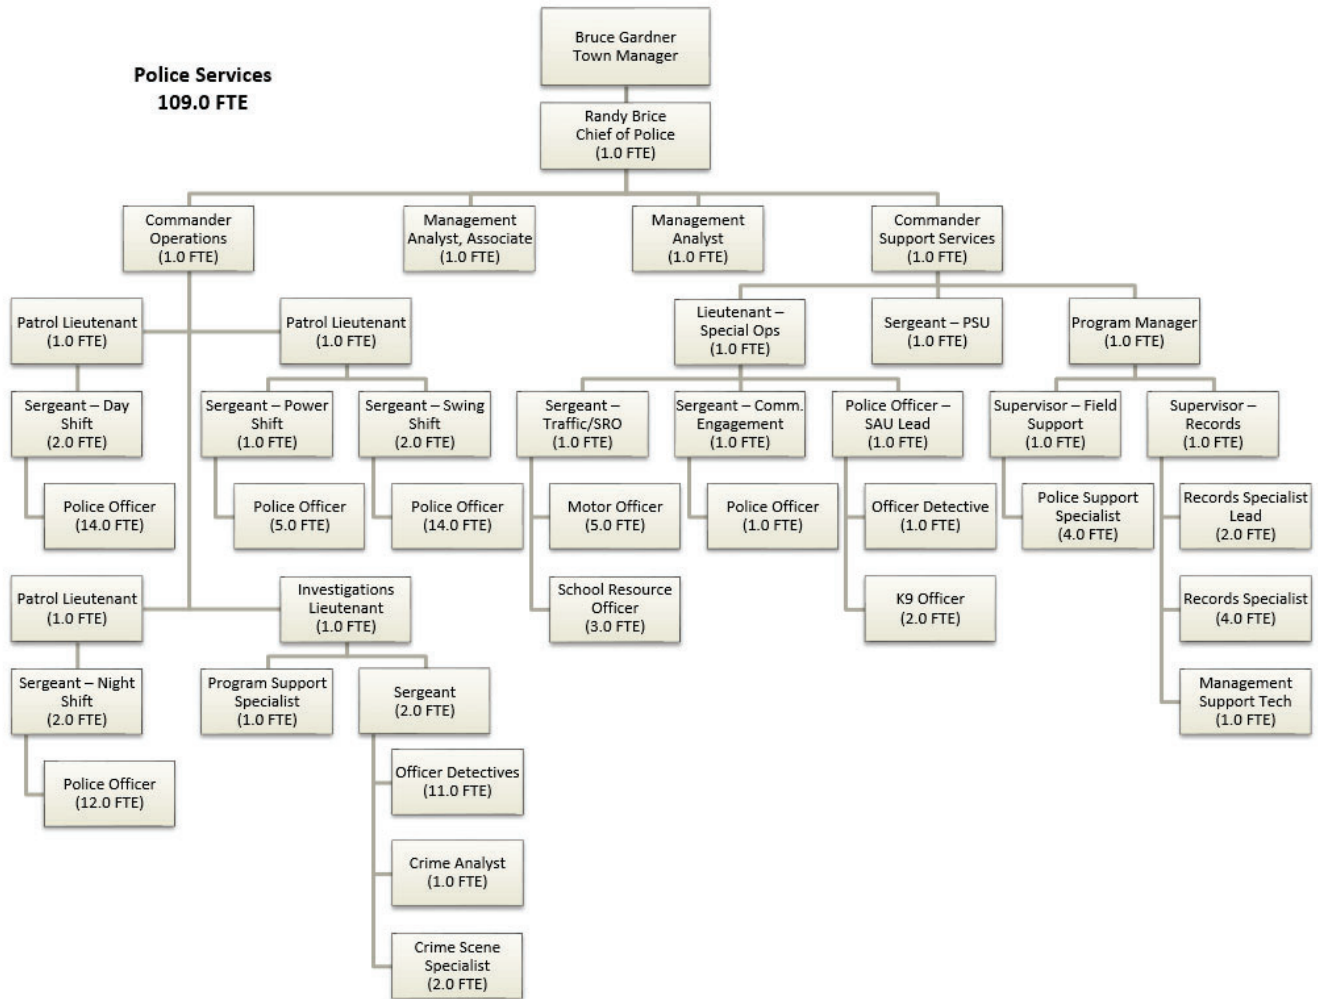 Bruce Gardner
Town Manager
Police Services
109.0 FTE
Randy Brice
Chief of Police
(1.0 FTE)
Commander
Operations
(1.0 FTE)
Management
Analyst, Associate
(1.0 FTE)
Management
Analyst
(1.0 FTE)
Commander
Support Services
(1.0 FTE)
Patrol Lieutenant
(1.0 FTE)
Patrol Lieutenant
(1.0 FTE)
Lieutenant –
Special Ops
(1.0 FTE)
Sergeant – PSU
(1.0 FTE)
Program Manager
(1.0 FTE)
Sergeant – Day
Shift
(2.0 FTE)
Sergeant – Power
Shift
(1.0 FTE)
Sergeant – Swing
Shift
(2.0 FTE)
Sergeant –
Traffic/SRO
(1.0 FTE)
Sergeant – Comm.
Engagement
(1.0 FTE)
Police Officer –
SAU Lead
(1.0 FTE)
Supervisor – Field
Support
(1.0 FTE)
Supervisor –
Records
(1.0 FTE)
Police Officer
(14.0 FTE)
Police Officer
(5.0 FTE)
Police Officer
(14.0 FTE)
Motor Officer
(5.0 FTE)
Police Officer
(1.0 FTE)
Officer Detective
(1.0 FTE)
Police Support
Specialist
(4.0 FTE)
Records Specialist
Lead
(2.0 FTE)
Patrol Lieutenant
(1.0 FTE)
Investigations
Lieutenant
(1.0 FTE)
School Resource
Officer
(3.0 FTE)
K9 Officer
(2.0 FTE)
Records Specialist
(4.0 FTE)
Sergeant – Night
Shift
(2.0 FTE)
Program Support
Specialist
(1.0 FTE)
Sergeant
(2.0 FTE)
Management
Support Tech
(1.0 FTE)
Police Officer
(12.0 FTE)
Officer Detectives
(11.0 FTE)
Crime Analyst
(1.0 FTE)
Crime Scene
Specialist
(2.0 FTE)